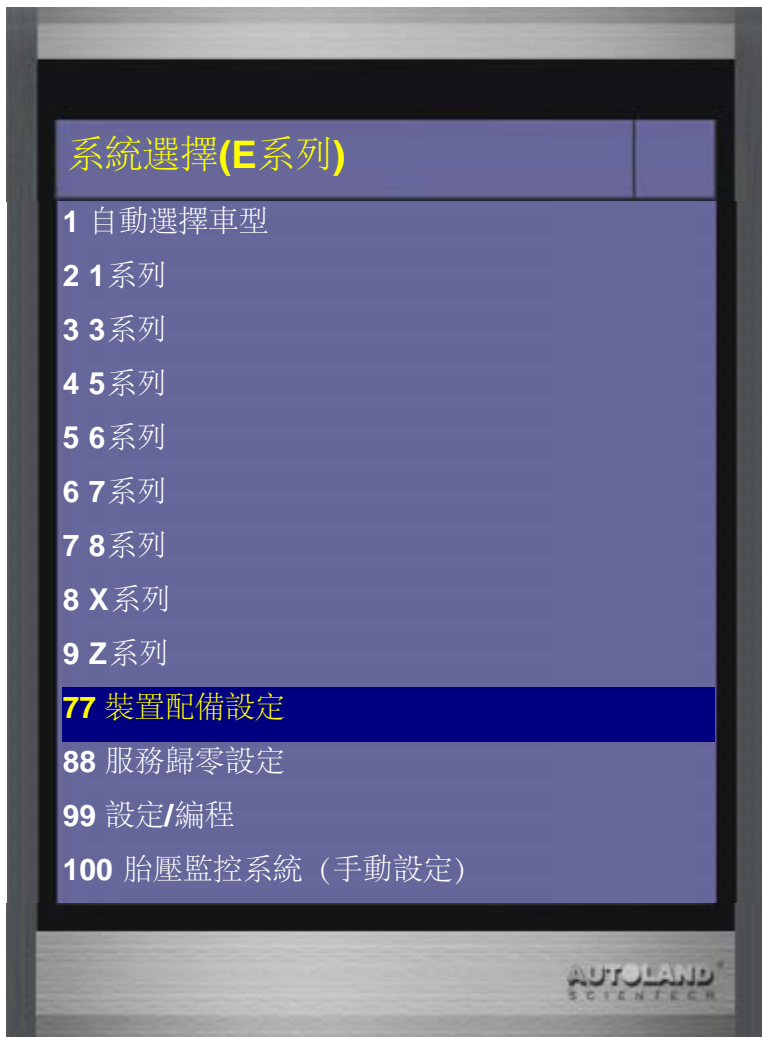 系統選擇(E系列)
1 自動選擇車型
2 1系列
3 3系列
4 5系列
5 6系列
6 7系列
7 8系列
8 X系列
9 Z系列
77 裝置配備設定
88 服務歸零設定
99 設定/編程
100 胎壓監控系統（手動設定）
AUTOLAND
SCIENTECH